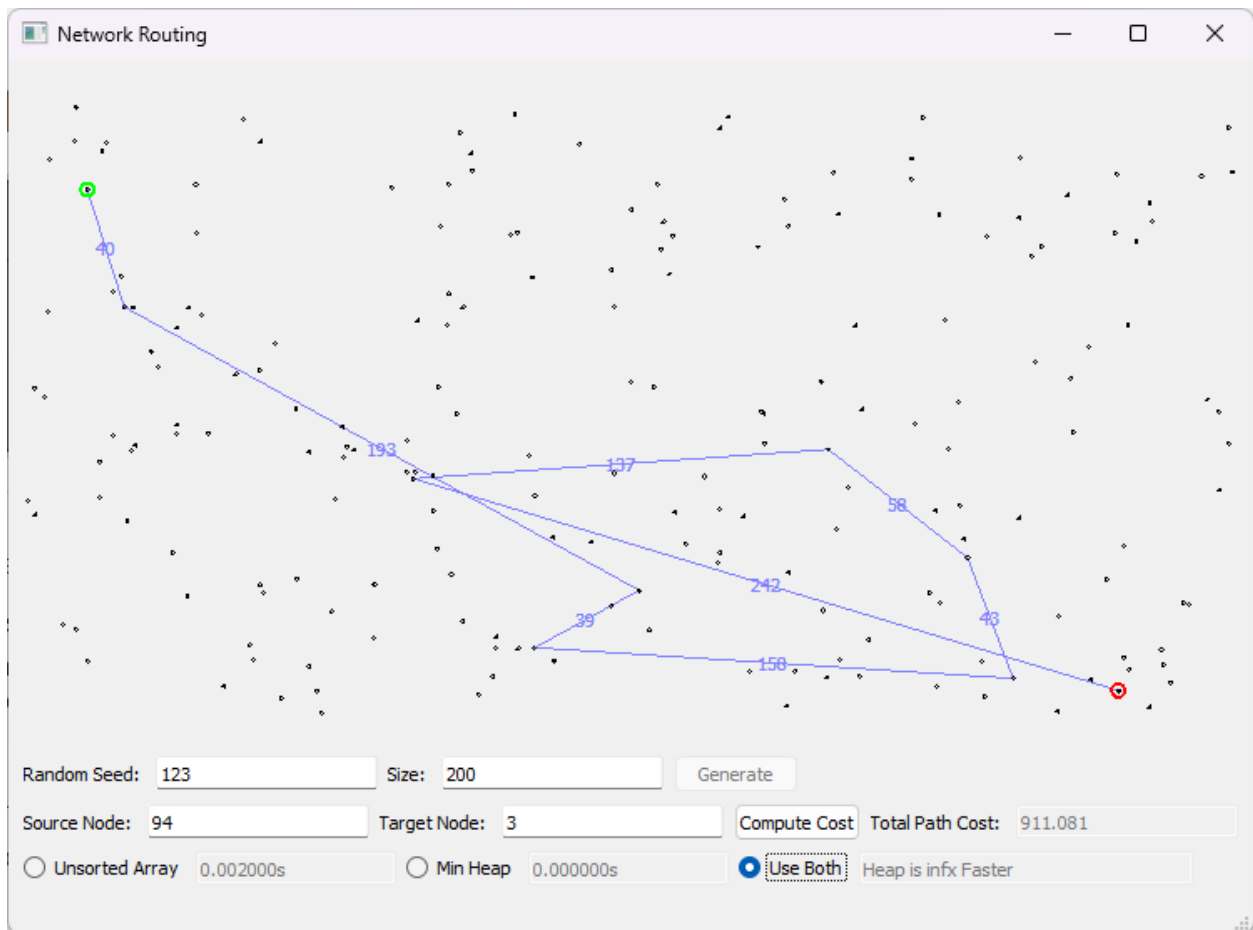 Network Routing
40
193
137
58
242
39
43
158
Random Seed: 123 Size: 200 Generate
Source Node: 94 Target Node: 3 Compute Cost Total Path Cost: 911.081
Unsorted Array 0.002000s Min Heap 0.000000s Use Both Heap is infx Faster